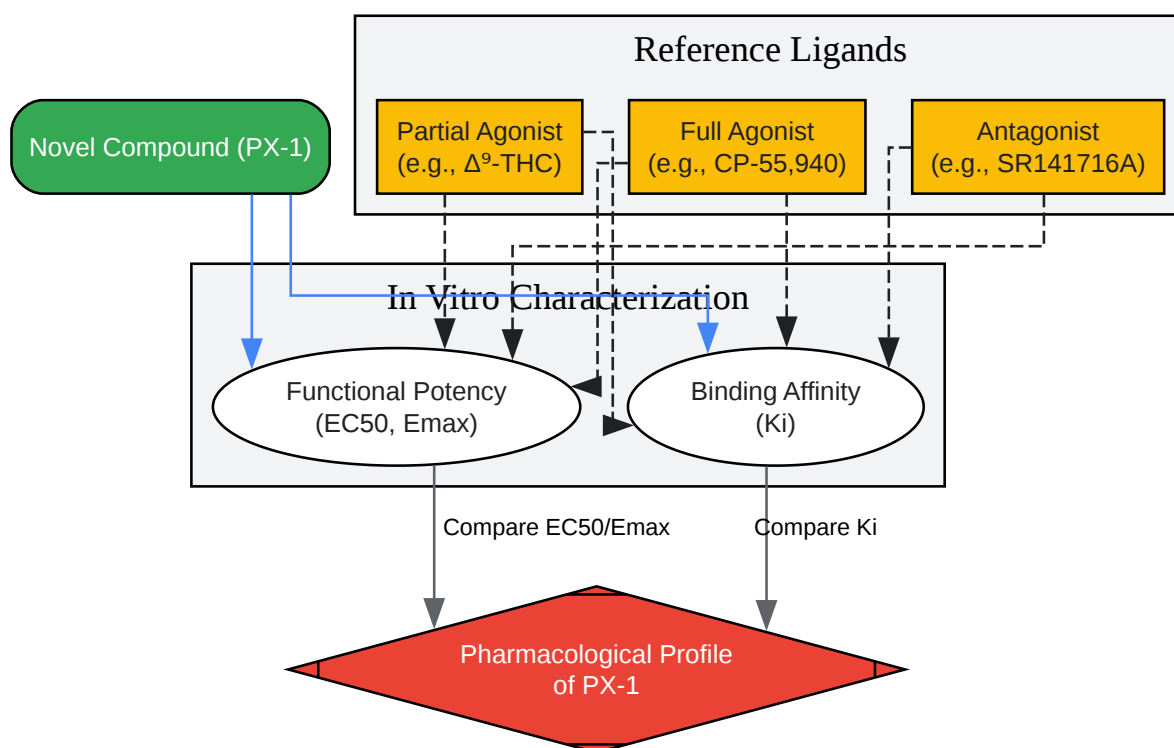 Reference Ligands
Novel Compound (PX-1)
Partial Agonist
(e.g., Δ⁹-THC)
Full Agonist
(e.g., CP-55,940)
Antagonist
(e.g., SR141716A)
In Vitro Characterization
Functional Potency
(EC50, Emax)
Binding Affinity
(Ki)
Compare EC50/Emax
Compare Ki
Pharmacological Profile
of PX-1